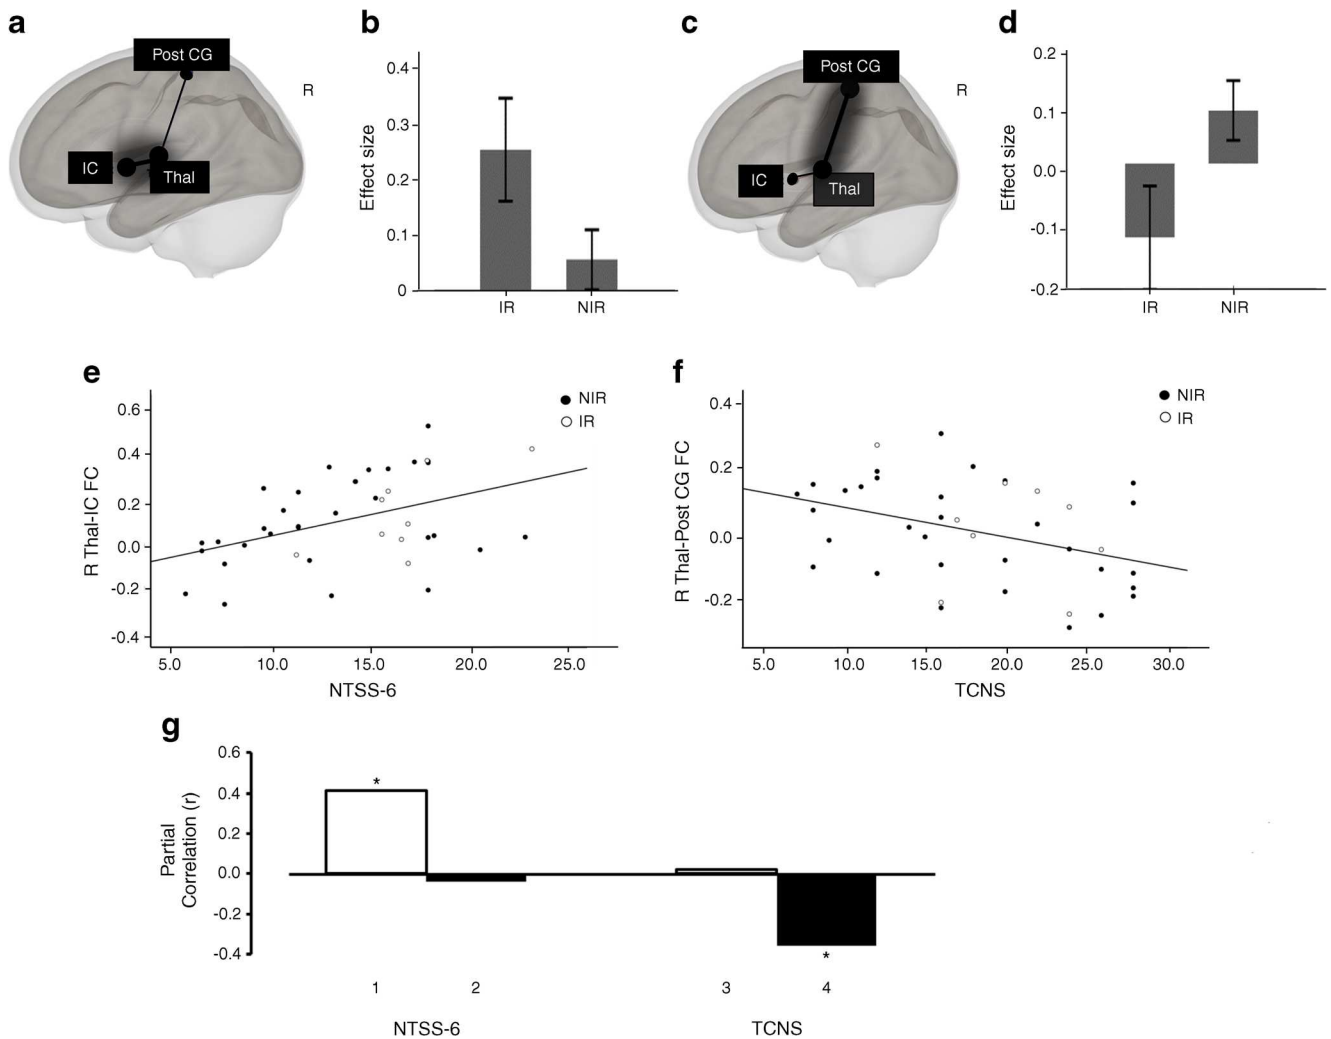 a
Post CG
R
IC
Thal
b
Effect size
0.4
0.3
0.2
0.1
0
IR
NIR
c
Post CG
R
IC
Thal
d
Effect size
0.2
0.1
0.0
-0.1
-0.2
IR
NIR
e
R Thal-IC FC
0.6
0.4
0.2
0.0
-0.2
-0.4
NIR
IR
5.0 10.0 15.0 20.0 25.0
NTSS-6
f
R Thal-Post CG FC
0.4
0.2
0.0
-0.2
NIR
IR
5.0 10.0 15.0 20.0 25.0 30.0
TCNS
g
Partial
Correlation (r)
0.6
0.4
0.2
0.0
-0.2
-0.4
*
*
1 2 3 4
NTSS-6 TCNS